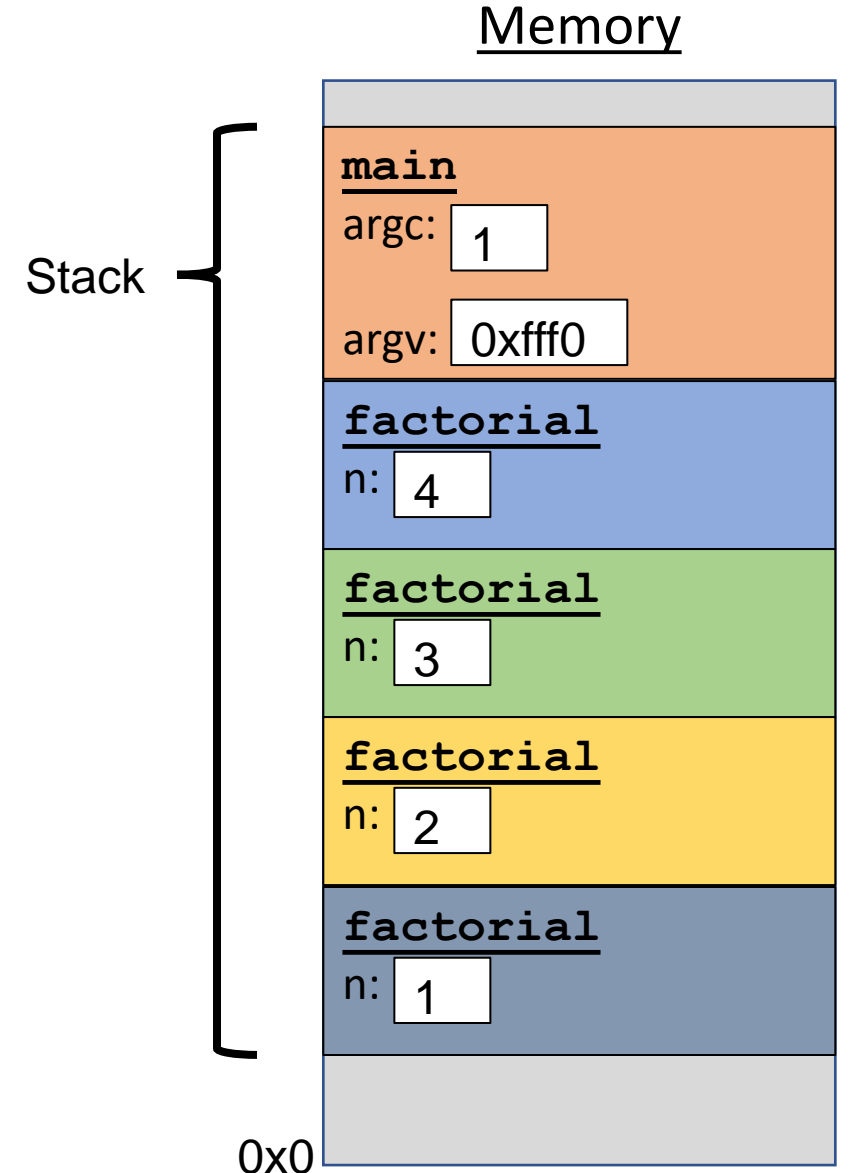 Memory
main
argc: 1
Stack
argv: 0xfff0
factorial
n: 4
factorial
n: 3
factorial
n: 2
factorial
n: 1
0x0